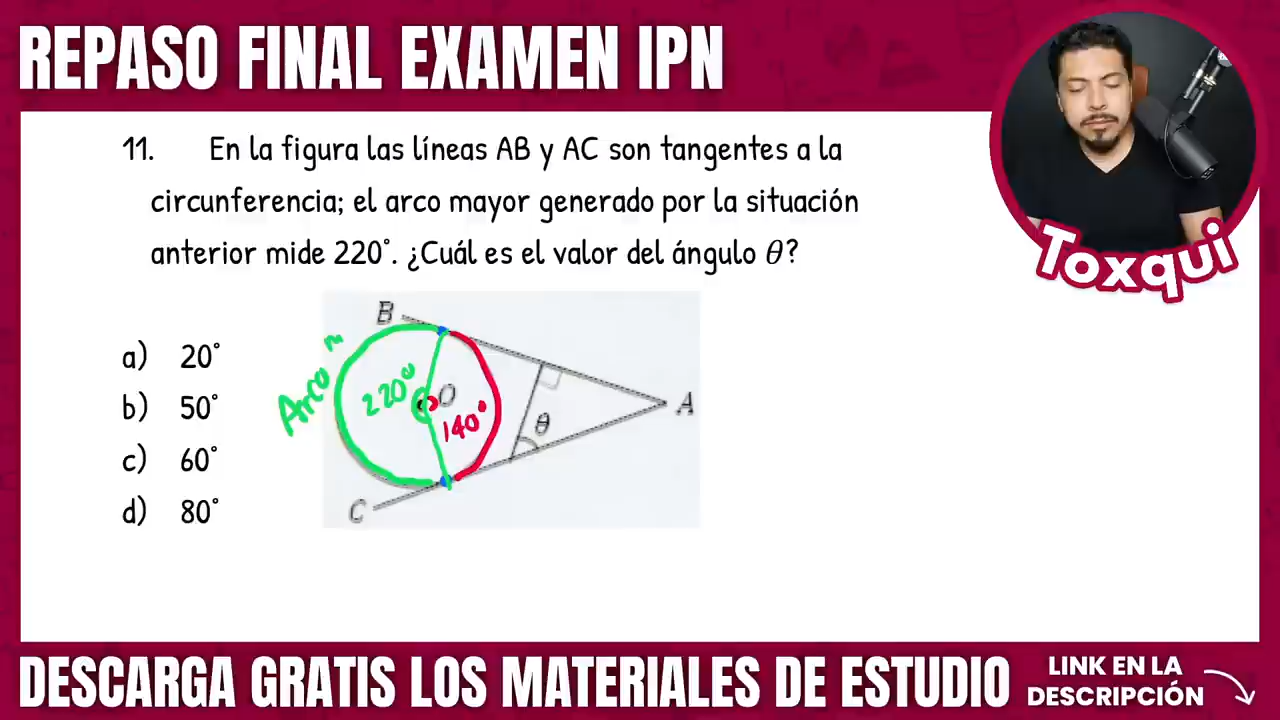 REPASO FINAL EXAMEN IPN
11. En la figura las líneas AB y AC son tangentes a la
circunferencia; el arco mayor generado por la situación
anterior mide 220°. ¿Cuál es el valor del ángulo θ?
a) 20°
b) 50°
c) 60°
d) 80°
B
Arco m
220°
O
140°
θ
A
C
Toxqui
DESCARGA GRATIS LOS MATERIALES DE ESTUDIO
LINK EN LA
DESCRIPCIÓN